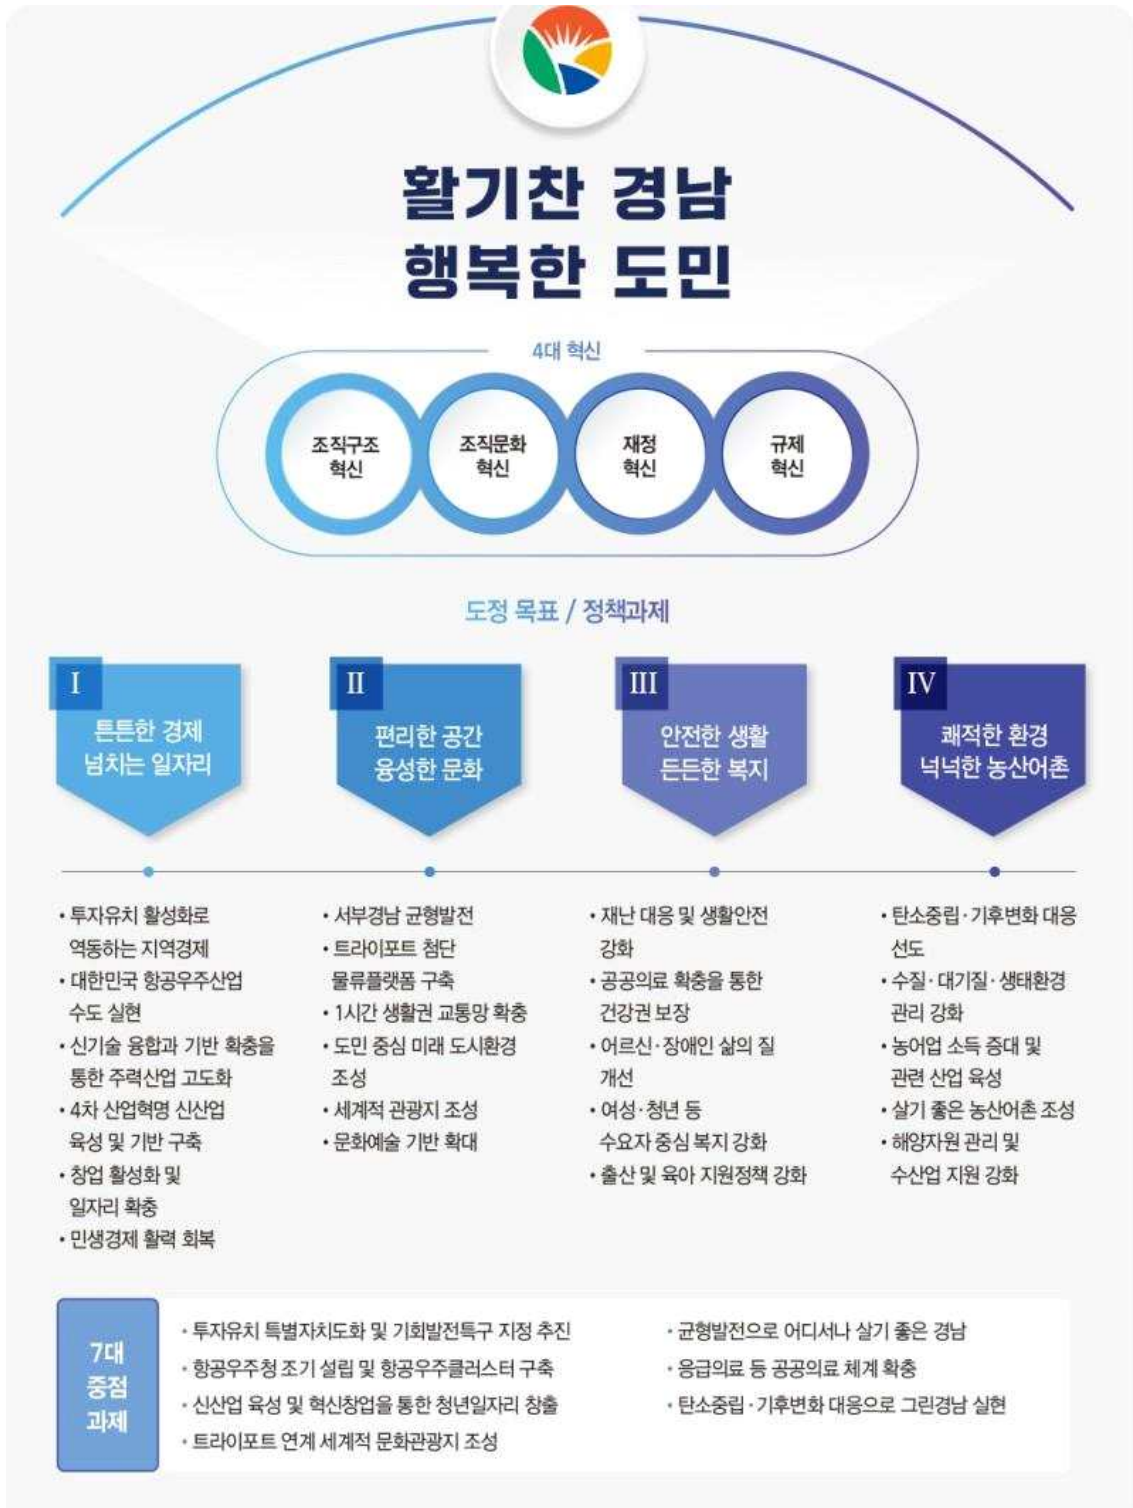 활기찬 경남
행복한 도민
4대 혁신
조직구조
혁신
조직문화
혁신
재정
혁신
규제
혁신
도정 목표 / 정책과제
I
튼튼한 경제
넘치는 일자리
II
편리한 공간
융성한 문화
III
안전한 생활
든든한 복지
IV
쾌적한 환경
넉넉한 농산어촌
• 투자유치 활성화로
역동하는 지역경제
• 대한민국 항공우주산업
수도 실현
• 신기술 융합과 기반 확충을
통한 주력산업 고도화
• 4차 산업혁명 신산업
육성 및 기반 구축
• 창업 활성화 및
일자리 확충
• 민생경제 활력 회복
• 서부경남 균형발전
• 트라이포트 첨단
물류플랫폼 구축
• 1시간 생활권 교통망 확충
• 도민 중심 미래 도시환경
조성
• 세계적 관광지 조성
• 문화예술 기반 확대
• 재난 대응 및 생활안전
강화
• 공공의료 확충을 통한
건강권 보장
• 어르신·장애인 삶의 질
개선
• 여성·청년 등
수요자 중심 복지 강화
• 출산 및 육아 지원정책 강화
• 탄소중립·기후변화 대응
선도
• 수질·대기질·생태환경
관리 강화
• 농어업 소득 증대 및
관련 산업 육성
• 살기 좋은 농산어촌 조성
• 해양자원 관리 및
수산업 지원 강화
7대
중점
과제
• 투자유치 특별자치도화 및 기회발전특구 지정 추진
• 항공우주청 조기 설립 및 항공우주클러스터 구축
• 신산업 육성 및 혁신창업을 통한 청년일자리 창출
• 트라이포트 연계 세계적 문화관광지 조성
• 균형발전으로 어디서나 살기 좋은 경남
• 응급의료 등 공공의료 체계 확충
• 탄소중립·기후변화 대응으로 그린경남 실현